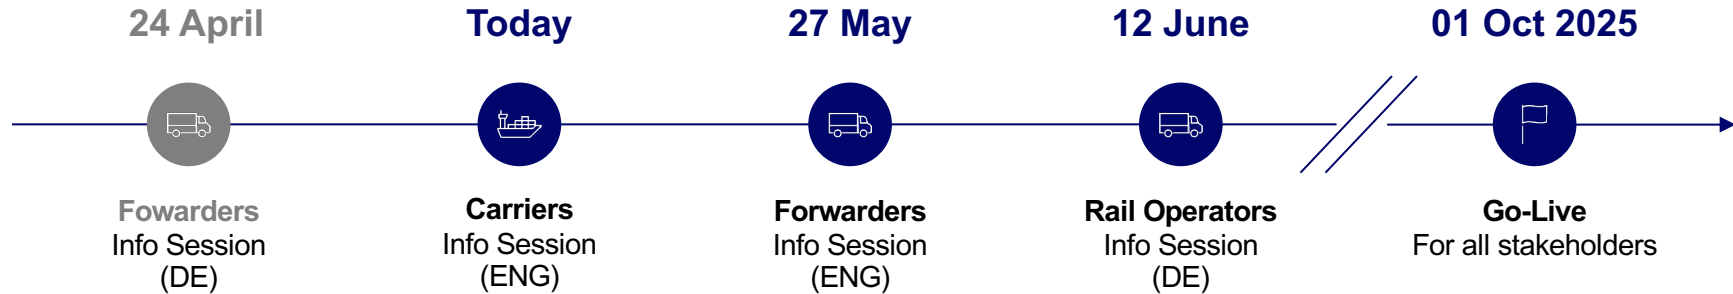 24 April
Today
27 May
12 June
01 Oct 2025
Fowarders
Info Session
(DE)
Carriers
Info Session
(ENG)
Forwarders
Info Session
(ENG)
Rail Operators
Info Session
(DE)
Go-Live
For all stakeholders